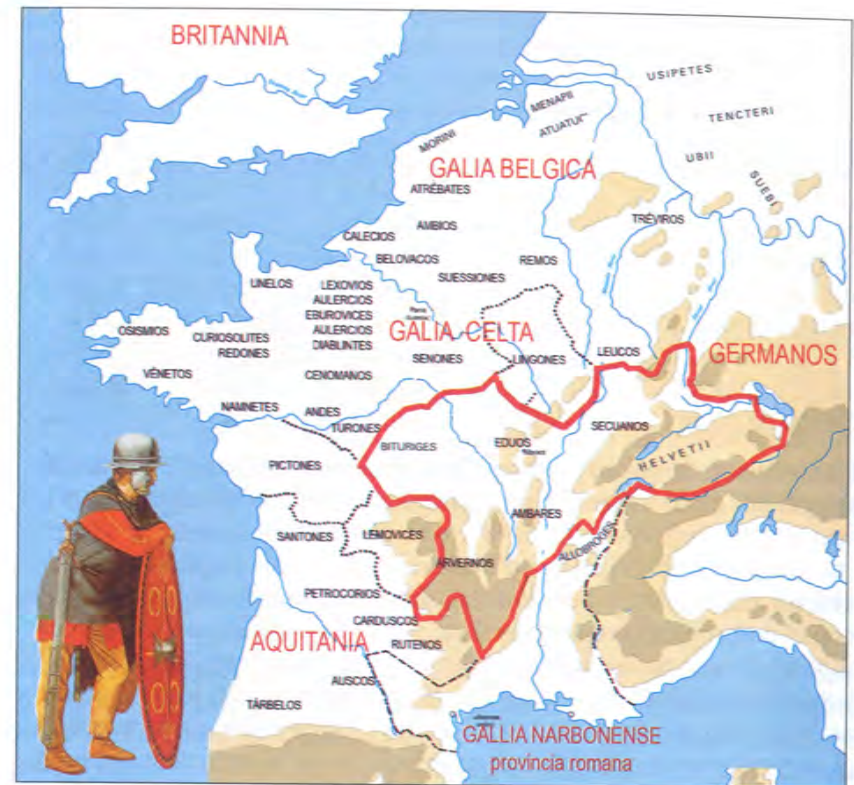 BRITANNIA
USIPETES
MENAPII
TENCTERI
ATUATUC
MORINI
UBII
GALIA BELGICA
SUEBI
ATRÉBATES
TRÉVIROS
AMBIOS
CALECIOS
BELOVACOS
REMOS
SUESSIONES
UNELOS
LEXOVIOS
AULERCIOS
EBUROVICES
OSISMIOS
CURIOSOLITES
AULERCIOS
GALIA CELTA
REDONES
DIABLINTES
LEUCOS
GERMANOS
SENONES
LINGONES
VÉNETOS
CENOMANOS
NAMNETES
ANDES
TURONES
SECUANOS
BITURIGES
EDUOS
HELVETII
PICTONES
AMBARES
SANTONES
LEMOVICES
ALLOBROGES
ARVERNOS
PETROCORIOS
CARDUSCOS
AQUITANIA
RUTENOS
AUSCOS
TÁRBELOS
GALLIA NARBONENSE
província romana